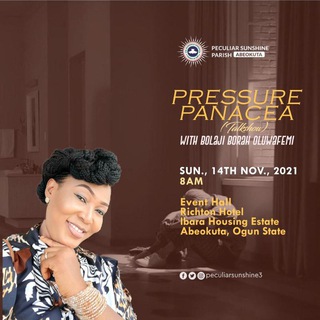 PECULIAR SUNSHINE
PARISH ABEOKUTA
PRESSURE
PANACEA
(Talkshow)
WITH BOLAJI BORAH OLUWAFEMI
SUN., 14TH NOV., 2021
8AM
Event Hall
Richton Hotel
Ibara Housing Estate
Abeokuta, Ogun State
peculiarsunshine3